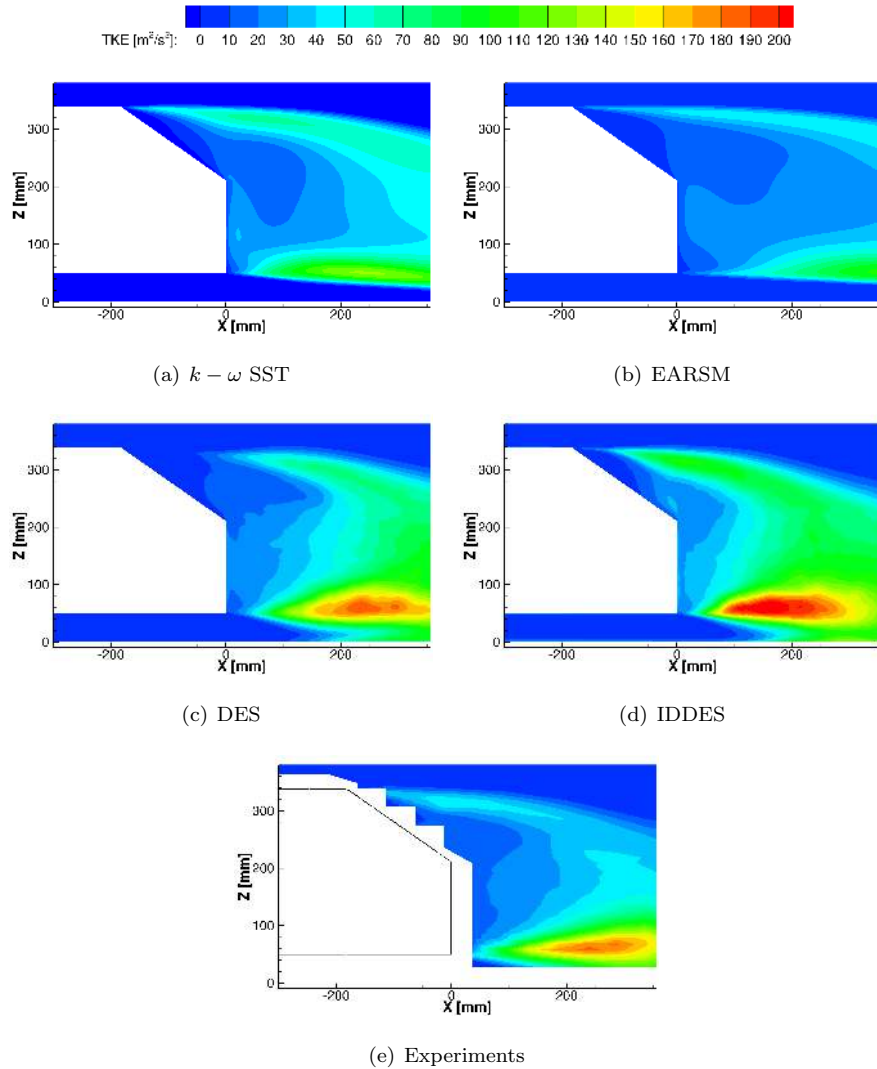 TKE [m²/s²]: 0 10 20 30 40 50 60 70 80 90 100 110 120 130 140 150 160 170 180 190 200
300
200
100
0
Z [mm]
-200 0 200
X [mm]
300
200
100
0
Z [mm]
-200 0 200
X [mm]
(a) k − ω SST
(b) EARSM
300
200
100
0
Z [mm]
-200 0 200
X [mm]
300
200
100
0
Z [mm]
-200 0 200
X [mm]
(c) DES
(d) IDDES
300
200
100
0
Z [mm]
-200 0 200
X [mm]
(e) Experiments